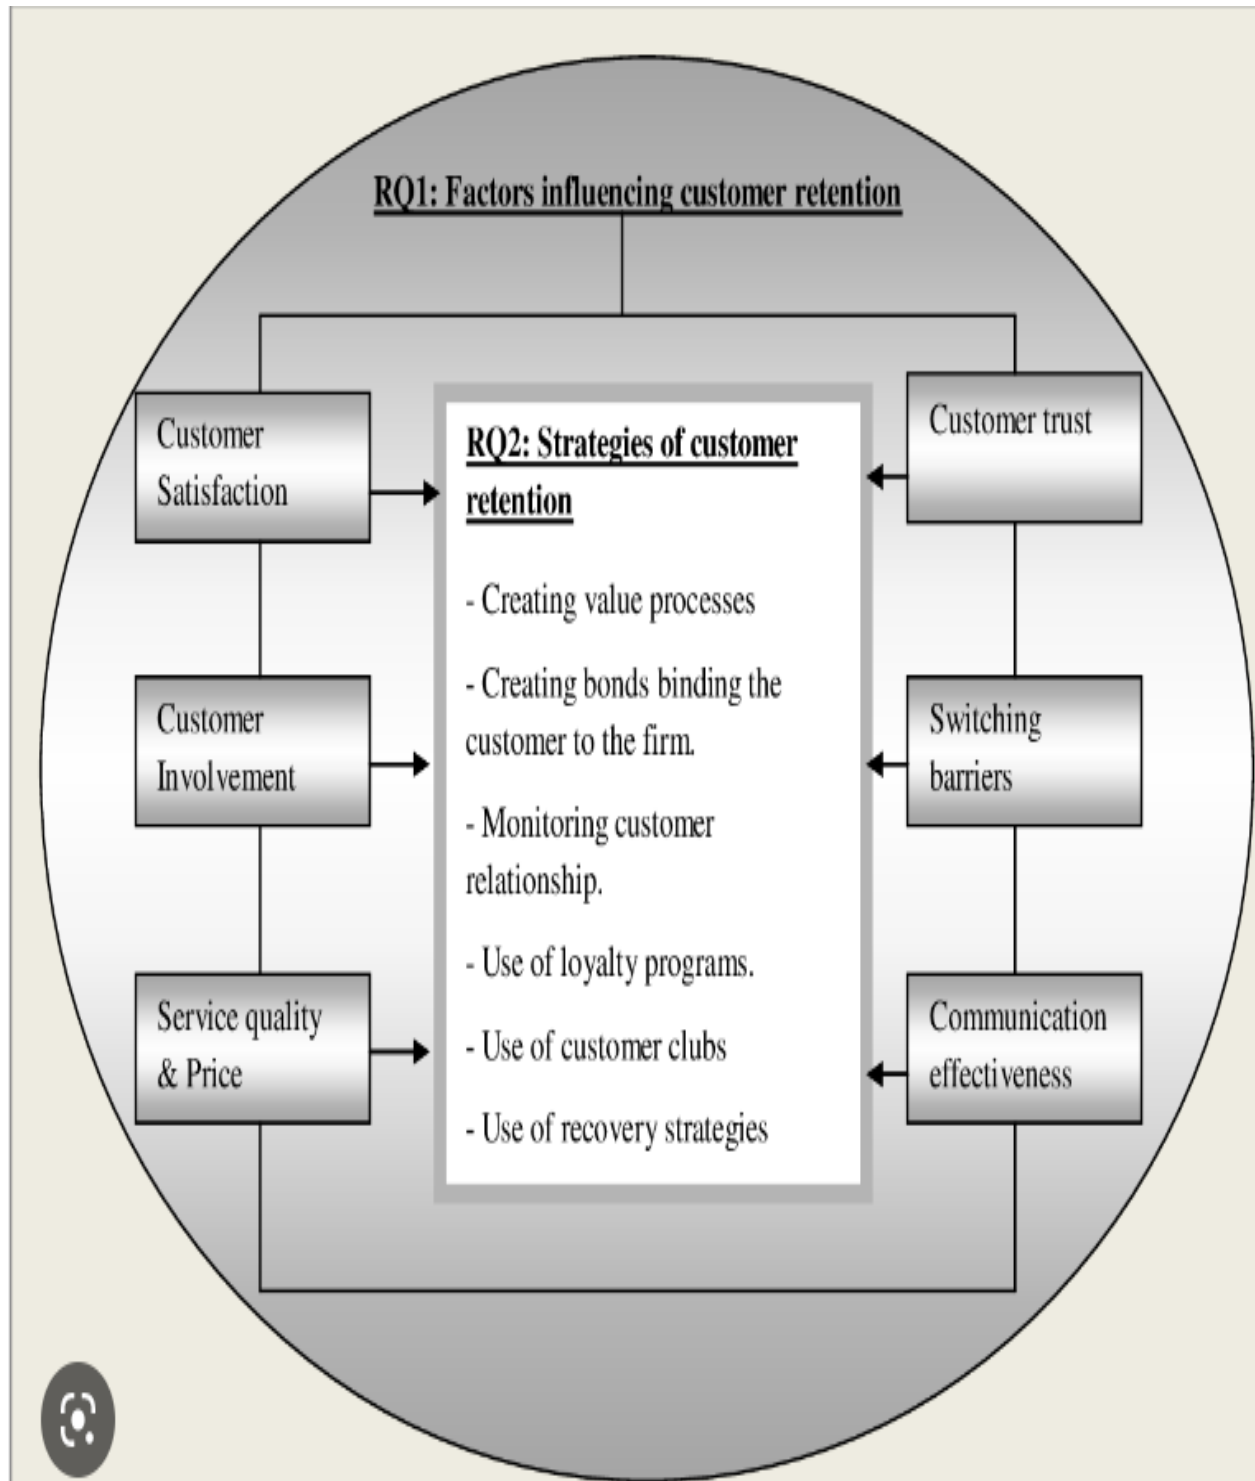 RQ1: Factors influencing customer retention
Customer
Satisfaction
Customer
Involvement
Service quality
& Price
RQ2: Strategies of customer
retention
- Creating value processes
- Creating bonds binding the
customer to the firm.
- Monitoring customer
relationship.
- Use of loyalty programs.
- Use of customer clubs
- Use of recovery strategies
Customer trust
Switching
barriers
Communication
effectiveness